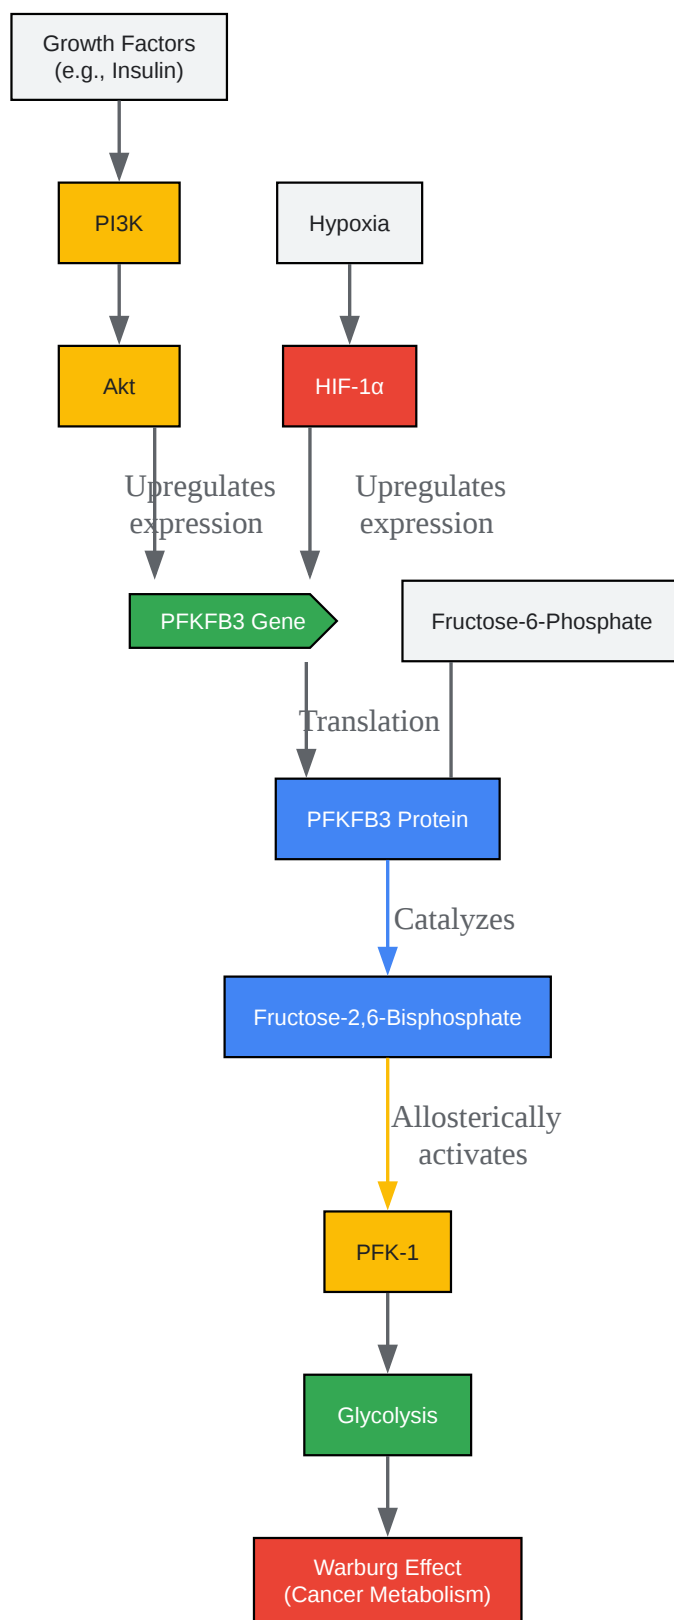 Growth Factors
(e.g., Insulin)
PI3K
Hypoxia
Akt
HIF-1α
Upregulates
expression
Upregulates
expression
PFKFB3 Gene
Fructose-6-Phosphate
Translation
PFKFB3 Protein
Catalyzes
Fructose-2,6-Bisphosphate
Allosterically
activates
PFK-1
Glycolysis
Warburg Effect
(Cancer Metabolism)